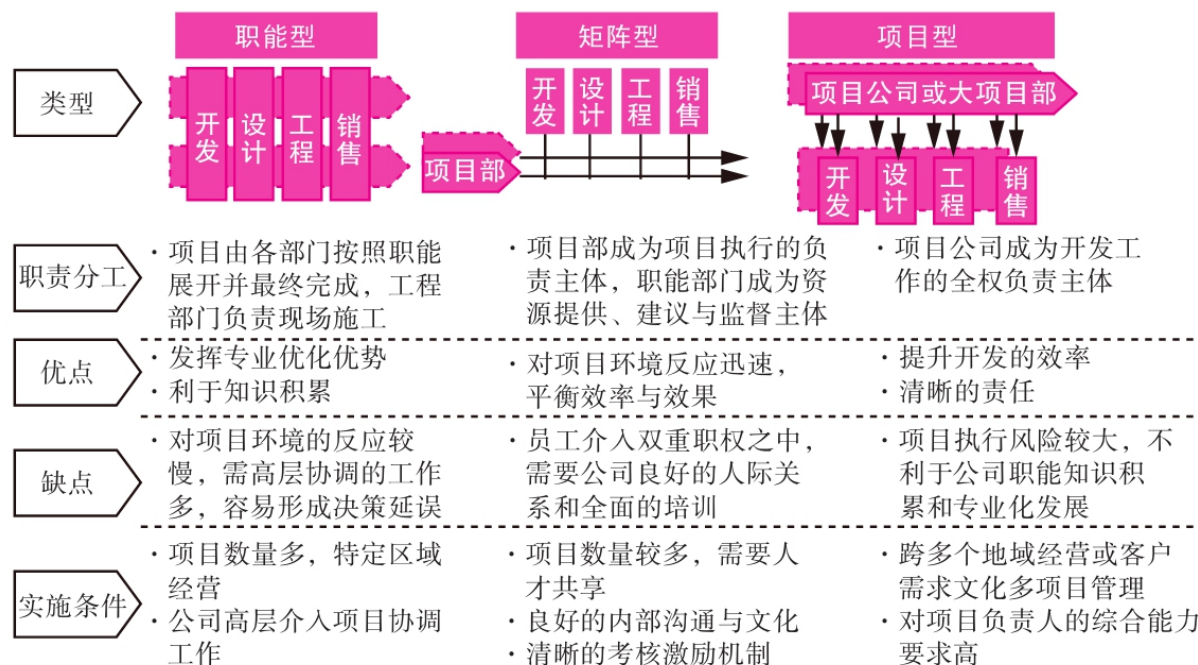 职能型
矩阵型
项目型
类型
开发
设计
工程
销售
项目部
开发
设计
工程
销售
项目公司或大项目部
开发
设计
工程
销售
职责分工
·项目由各部门按照职能
展开并最终完成，工程
部门负责现场施工
·项目部成为项目执行的负
责主体，职能部门成为资
源提供、建议与监督主体
·项目公司成为开发工
作的全权负责主体
优点
·发挥专业优化优势
·利于知识积累
·对项目环境反应迅速，
平衡效率与效果
·提升开发的效率
·清晰的责任
缺点
·对项目环境的反应较
慢，需高层协调的工作
多，容易形成决策延误
·员工介入双重职权之中，
需要公司良好的人际关
系和全面的培训
·项目执行风险较大，不
利于公司职能知识积
累和专业化发展
实施条件
·项目数量多，特定区域
经营
·公司高层介入项目协调
工作
·项目数量较多，需要人
才共享
·良好的内部沟通与文化
·清晰的考核激励机制
·跨多个地域经营或客户
需求文化多项目管理
·对项目负责人的综合能力
要求高